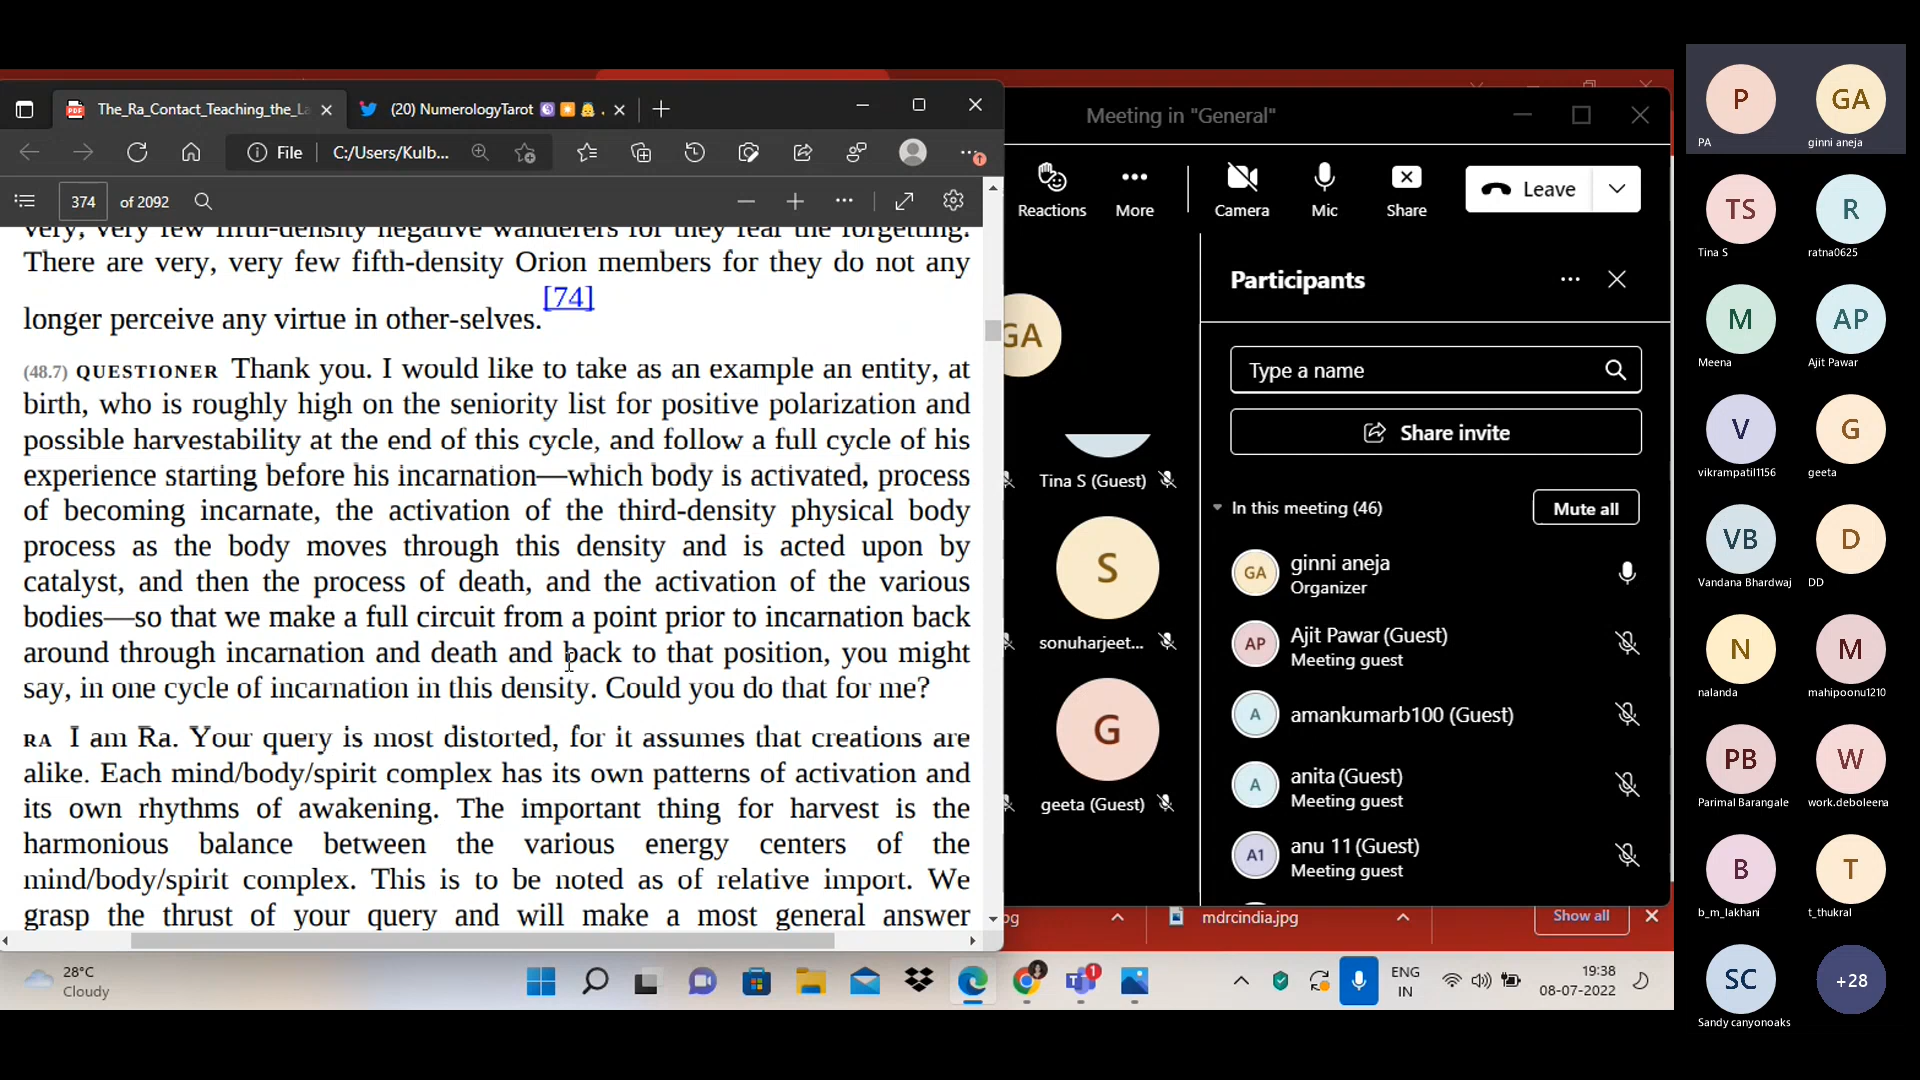 The_Ra_Contact_Teaching_the_La
(20) NumerologyTarot
File
C:/Users/Kulb...
374 of 2092
very, very few fifth-density negative wanderers for they fear the forgetting.
There are very, very few fifth-density Orion members for they do not any
longer perceive any virtue in other-selves. [74]
(48.7) QUESTIONER Thank you. I would like to take as an example an entity, at
birth, who is roughly high on the seniority list for positive polarization and
possible harvestability at the end of this cycle, and follow a full cycle of his
experience starting before his incarnation—which body is activated, process
of becoming incarnate, the activation of the third-density physical body
process as the body moves through this density and is acted upon by
catalyst, and then the process of death, and the activation of the various
bodies—so that we make a full circuit from a point prior to incarnation back
around through incarnation and death and back to that position, you might
say, in one cycle of incarnation in this density. Could you do that for me?
RA I am Ra. Your query is most distorted, for it assumes that creations are
alike. Each mind/body/spirit complex has its own patterns of activation and
its own rhythms of awakening. The important thing for harvest is the
harmonious balance between the various energy centers of the
mind/body/spirit complex. This is to be noted as of relative import. We
grasp the thrust of your query and will make a most general answer
Meeting in "General"
Reactions
More
Camera
Mic
Share
Leave
GA
Tina S (Guest)
S
sonuharjeet...
G
geeta (Guest)
Participants
Type a name
Share invite
In this meeting (46)
Mute all
GA
ginni aneja
Organizer
AP
Ajit Pawar (Guest)
Meeting guest
A
amankumarb100 (Guest)
A
anita (Guest)
Meeting guest
A1
anu 11 (Guest)
Meeting guest
mdrcindia.jpg
Show all
28°C
Cloudy
1
ENG
IN
19:38
08-07-2022
P
PA
GA
ginni aneja
TS
Tina S
R
ratna0625
M
Meena
AP
Ajit Pawar
V
vikrampatil1156
G
geeta
VB
Vandana Bhardwaj
D
DD
N
nalanda
M
mahipoonu1210
PB
Parimal Barangale
W
work.deboleena
B
b_m_lakhani
T
t_thukral
SC
Sandy canyonoaks
+28